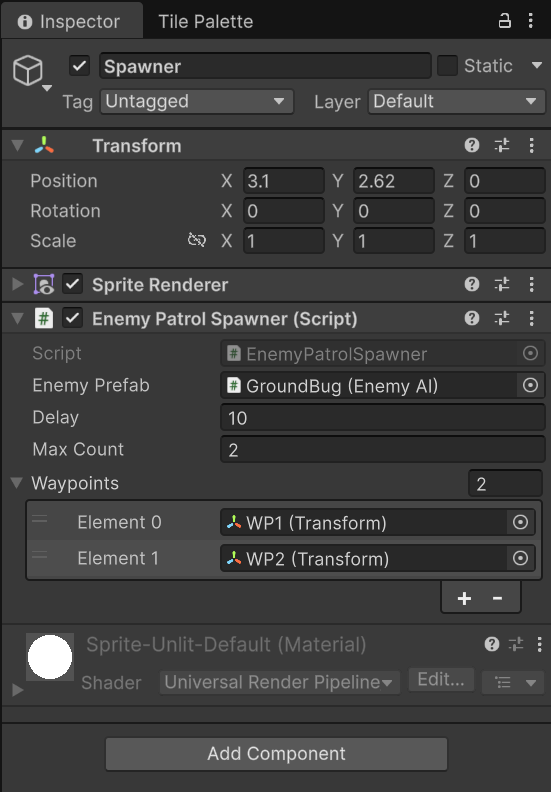 Inspector Tile Palette
Spawner Static
Tag Untagged Layer Default
Transform
Position X 3.1 Y 2.62 Z 0
Rotation X 0 Y 0 Z 0
Scale X 1 Y 1 Z 1
Sprite Renderer
# Enemy Patrol Spawner (Script)
Script # EnemyPatrolSpawner
Enemy Prefab # GroundBug (Enemy AI)
Delay 10
Max Count 2
Waypoints 2
Element 0 WP1 (Transform)
Element 1 WP2 (Transform)
+ -
Sprite-Unlit-Default (Material)
Shader Universal Render Pipeline Edit...
Add Component